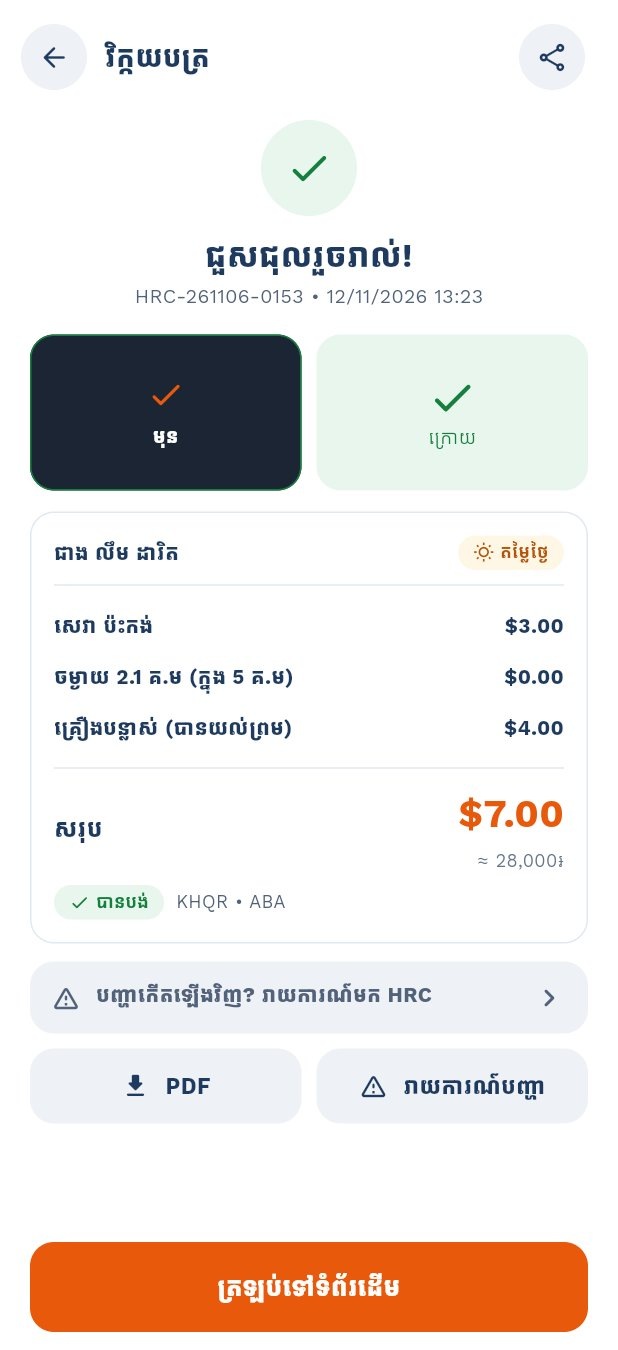 វិក្កយបត្រ
ជួសជុលរួចរាល់!
HRC-261106-0153 • 12/11/2026 13:23
មុន
ក្រោយ
ជាង លឹម ដារិត
តម្លៃថ្ងៃ
សេវា ប៉ះកង់ $3.00
ចម្ងាយ 2.1 គ.ម (ក្នុង 5 គ.ម) $0.00
គ្រឿងបន្លាស់ (បានយល់ព្រម) $4.00
សរុប $7.00
≈ 28,000៛
បានបង់ KHQR • ABA
បញ្ហាកើតឡើងវិញ? រាយការណ៍មក HRC
PDF
រាយការណ៍បញ្ហា
ត្រឡប់ទៅទំព័រដើម